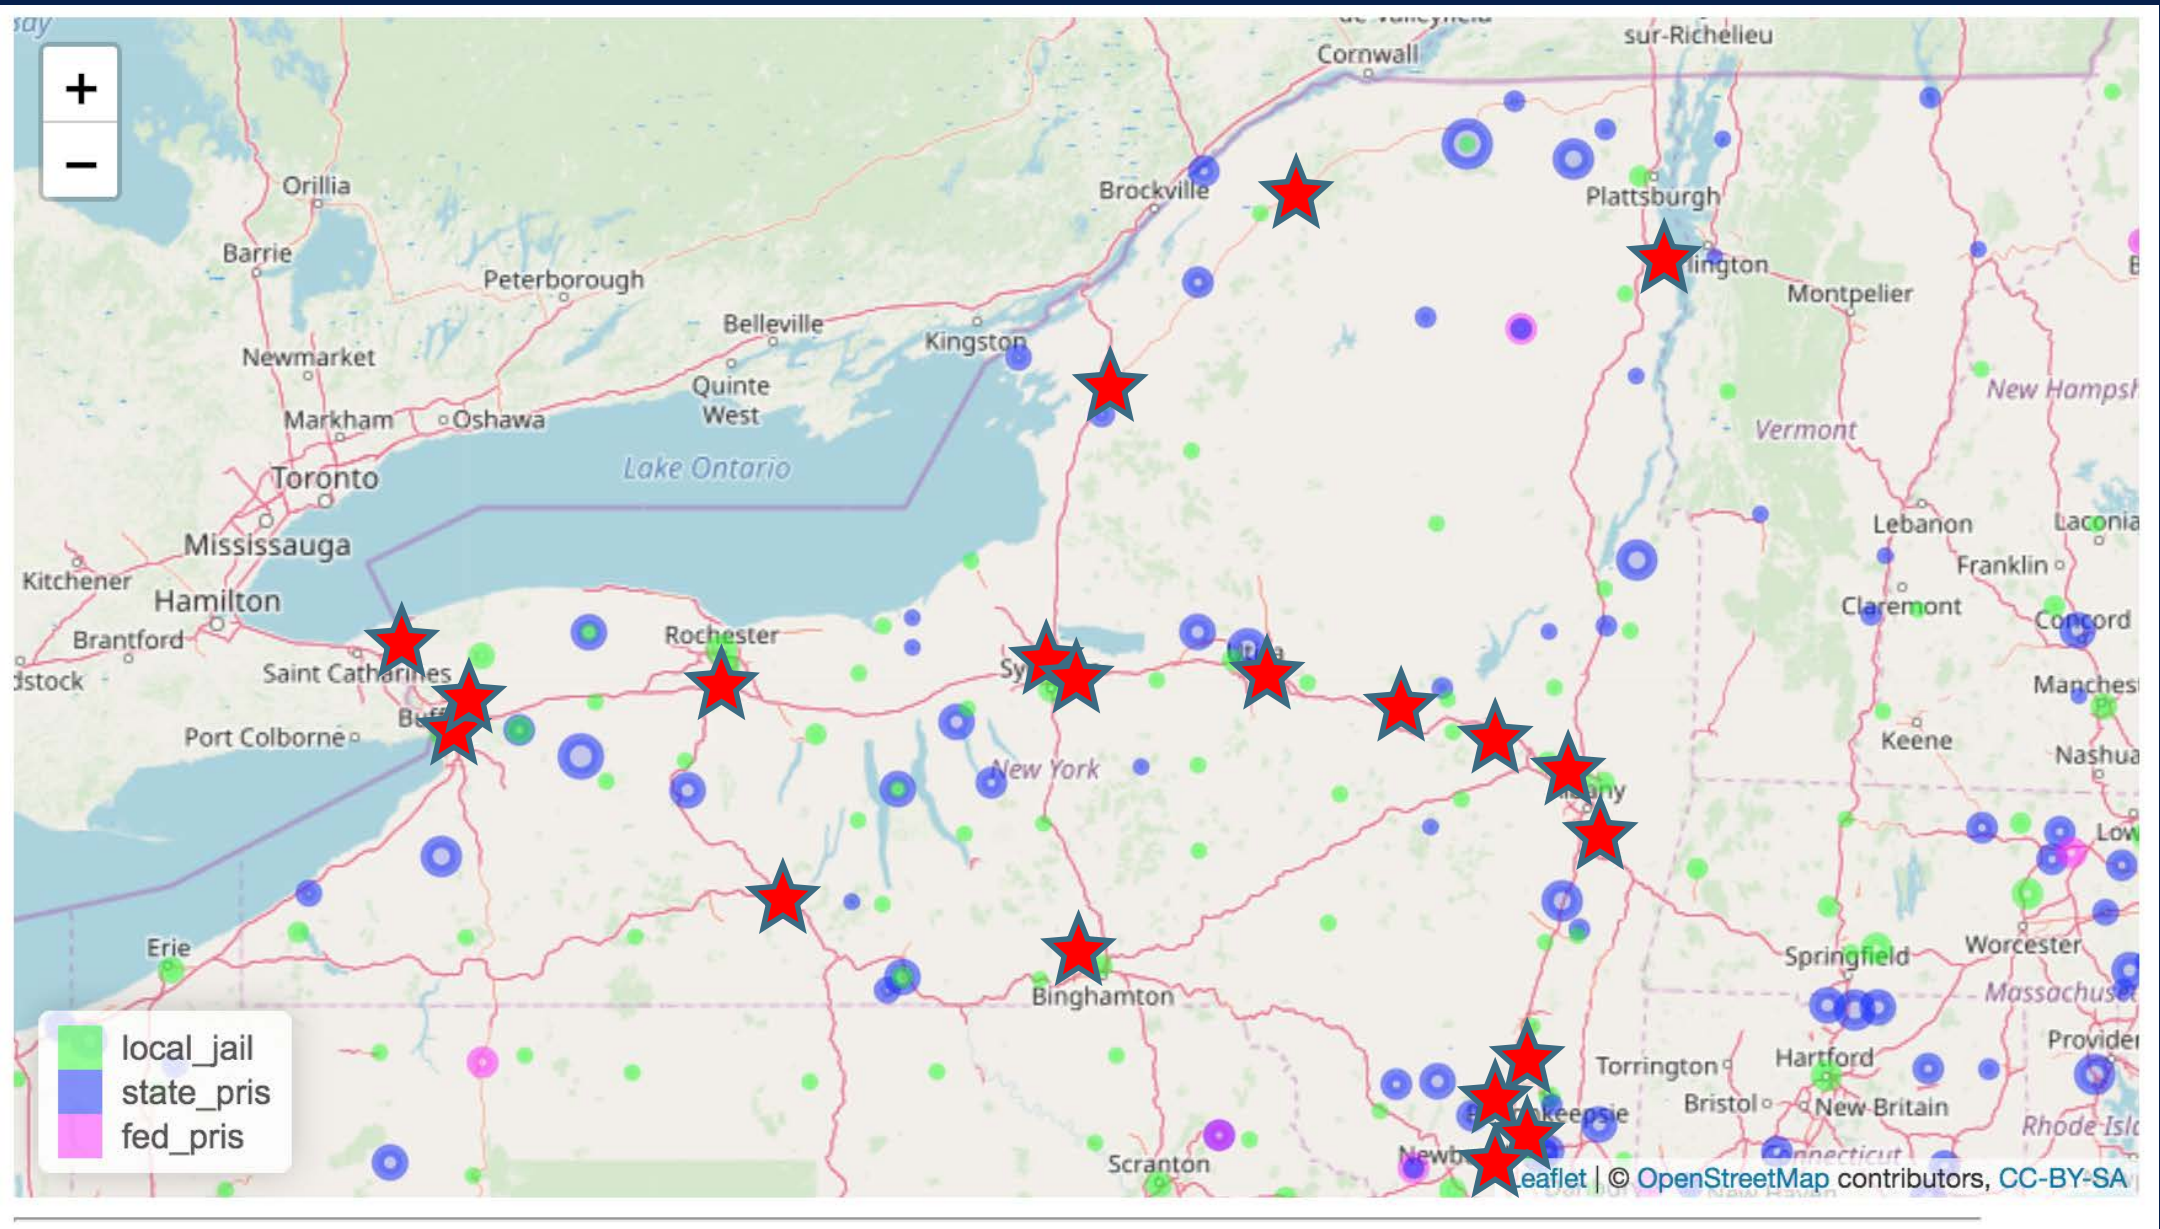 +
−
sur-Richelieu
Cornwall
Orillia
Brockville
Plattsburgh
Barrie
Peterborough
Montpelier
Belleville
Kingston
Newmarket
Quinte
West
New Hampsh
Markham
Oshawa
Vermont
Lake Ontario
Toronto
Lebanon
Laconia
Mississauga
Franklin
Kitchener
Hamilton
Claremont
Concord
Brantford
Rochester
Saint Catharines
dstock
Manchest
Port Colborne
Keene
Nashua
New York
Low
Erie
Springfield
Worcester
Binghamton
Massachuse
local_jail
state_pris
fed_pris
Torrington
Hartford
Provider
Bristol
New Britain
Rhode Isl
Scranton
Leaflet | © OpenStreetMap contributors, CC-BY-SA